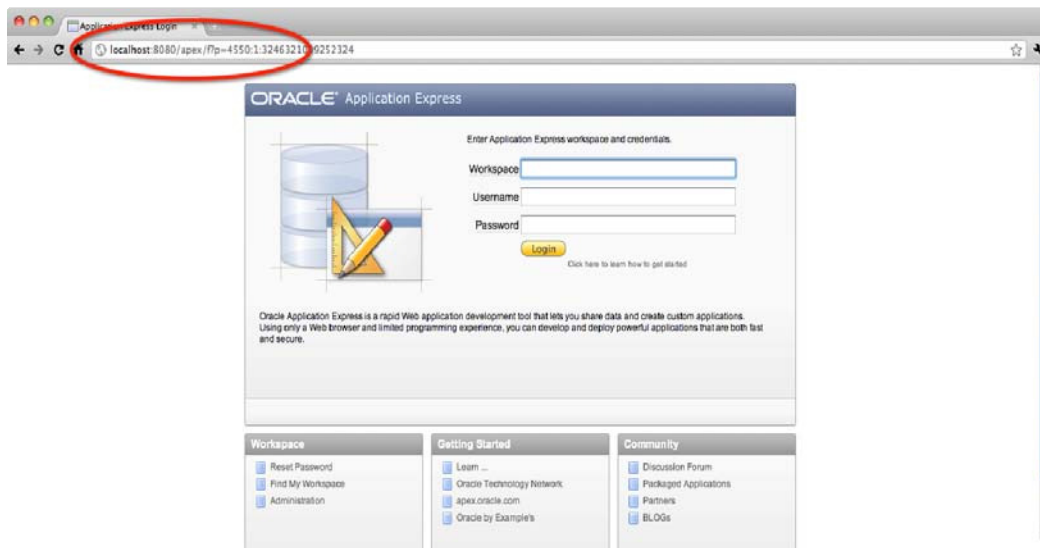 Application Express Login
localhost:8080/apex/f?p=4550:1:
ORACLE Application Express
Enter Application Express workspace and credentials.
Workspace
Username
Password
Login
Click here to learn how to get started
Oracle Application Express is a rapid Web application development tool that lets you share data and create custom applications.
Using only a Web browser and limited programming experience, you can develop and deploy powerful applications that are both fast
and secure.
Workspace
Reset Password
Find My Workspace
Administration
Getting Started
Learn ...
Oracle Technology Network
apex.oracle.com
Oracle by Example's
Community
Discussion Forum
Packaged Applications
Partners
BLOGs